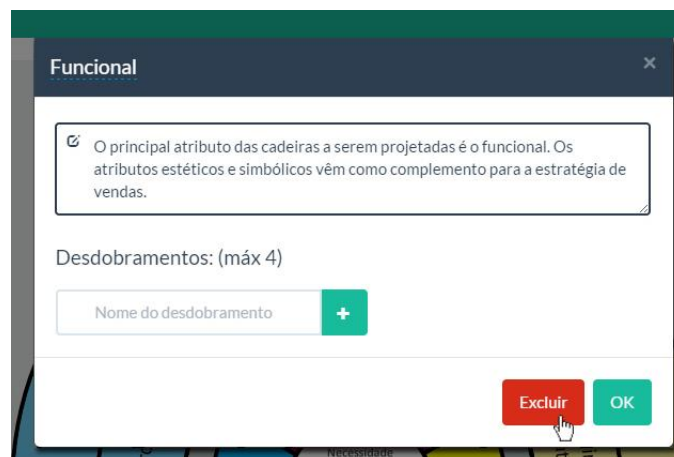 Funcional
×
O principal atributo das cadeiras a serem projetadas é o funcional. Os
atributos estéticos e simbólicos vêm como complemento para a estratégia de
vendas.
Desdobramentos: (máx 4)
Nome do desdobramento
+
Excluir
OK
Necessidade